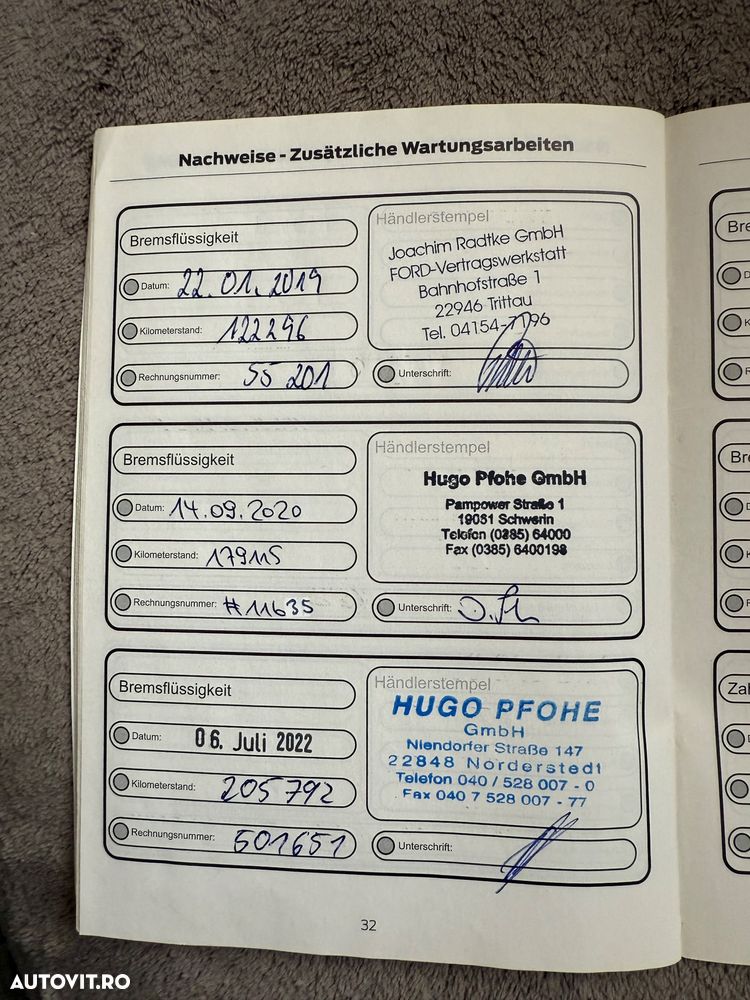 Nachweise - Zusätzliche Wartungsarbeiten
Bremsflüssigkeit
Datum: 22.01.2019
Kilometerstand: 122296
Rechnungsnummer: 55 201
Händlerstempel
Joachim Radtke GmbH
FORD-Vertragswerkstatt
Bahnhofstraße 1
22946 Trittau
Tel. 04154-
Unterschrift:
Bremsflüssigkeit
Datum: 14.09.2020
Kilometerstand: 179115
Rechnungsnummer: #11635
Händlerstempel
Hugo Pfohe GmbH
Pampower Straße 1
19061 Schwerin
Telefon (0385) 64000
Fax (0385) 6400198
Unterschrift:
Bremsflüssigkeit
Datum: 06. Juli 2022
Kilometerstand: 205792
Rechnungsnummer: 501651
Händlerstempel
HUGO PFOHE
GmbH
Niendorfer Straße 147
22848 Norderstedt
Telefon 040 / 528 007 - 0
Fax 040 7 528 007 - 77
Unterschrift:
32
Bre
Br
Zal
AUTOVIT.RO